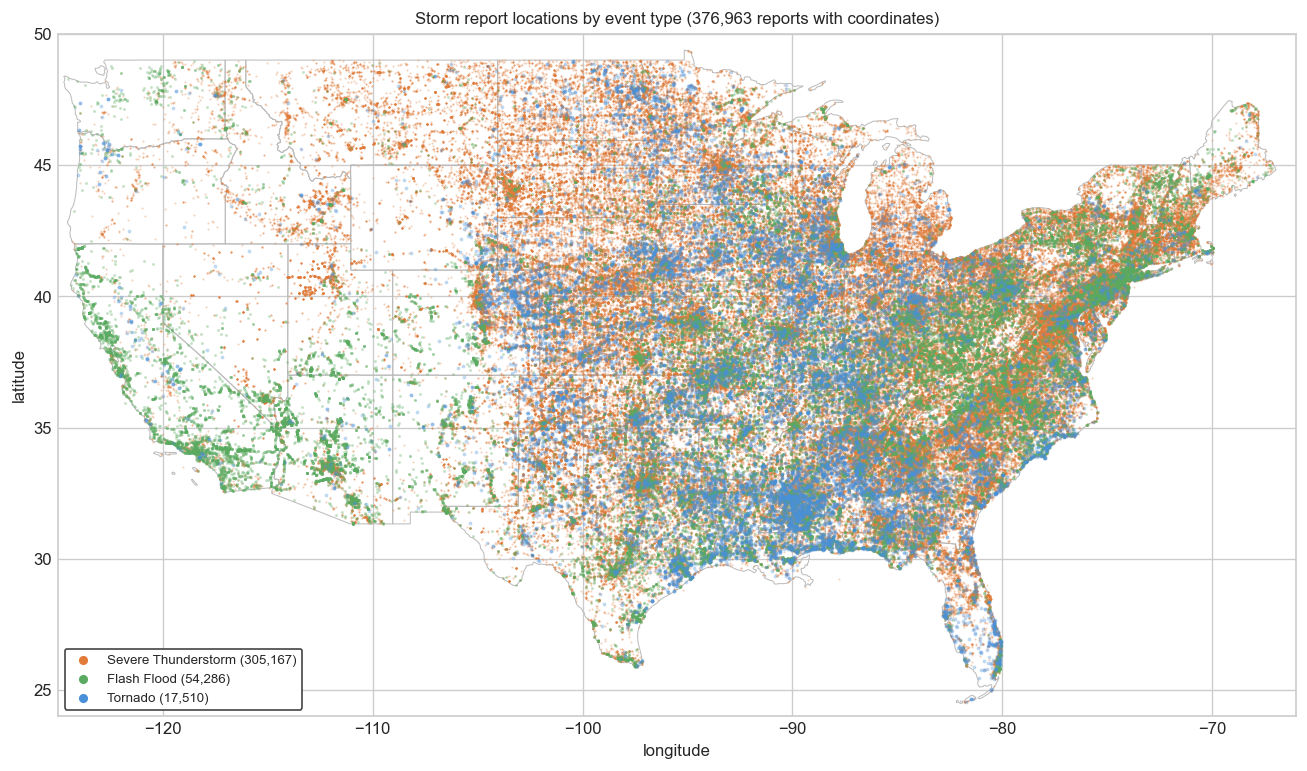 Storm report locations by event type (376,963 reports with coordinates)
50
45
40
35
30
25
latitude
Severe Thunderstorm (305,167)
Flash Flood (54,286)
Tornado (17,510)
−120 −110 −100 −90 −80 −70
longitude